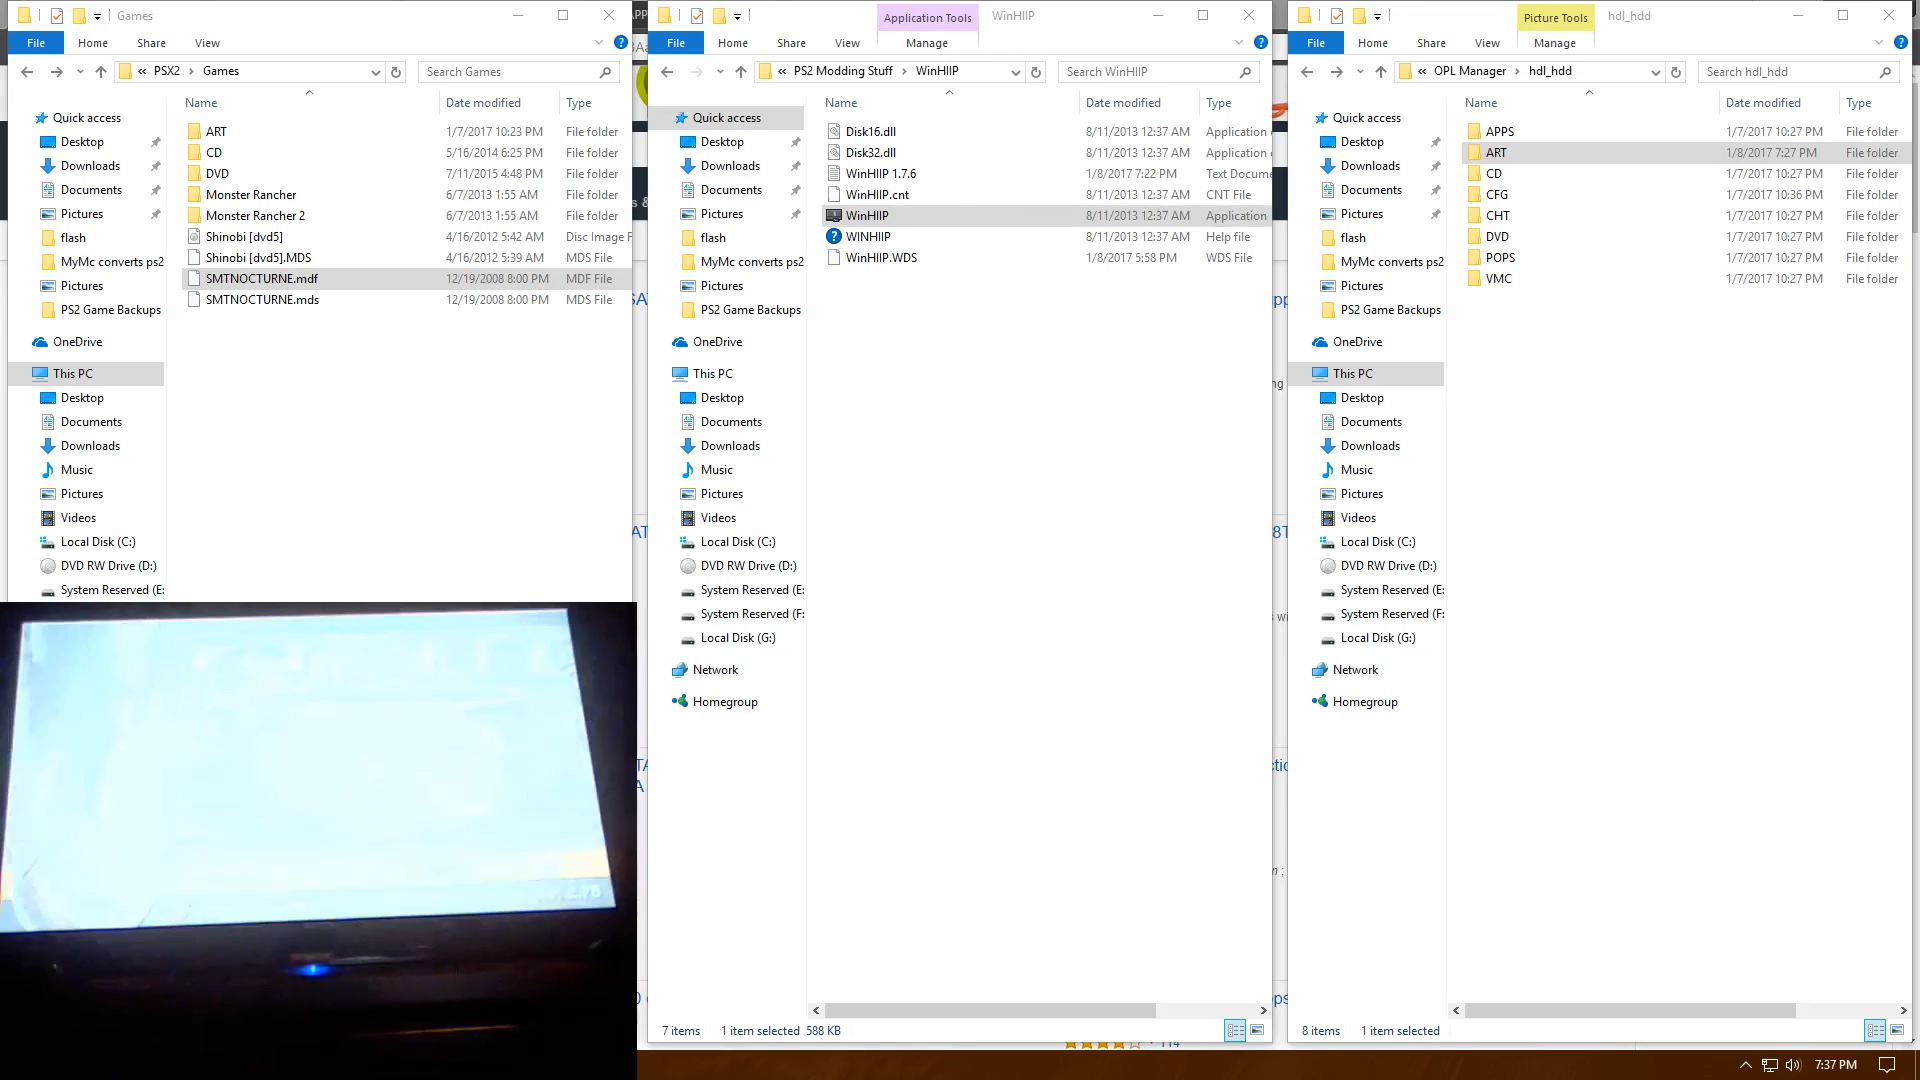 Games
File
Home
Share
View
« PSX2 > Games
Search Games
Quick access
Desktop
Downloads
Documents
Pictures
flash
MyMc converts ps2
Pictures
PS2 Game Backups
OneDrive
This PC
Desktop
Documents
Downloads
Music
Pictures
Videos
Local Disk (C:)
DVD RW Drive (D:)
System Reserved (E:
Name Date modified Type
ART 1/7/2017 10:23 PM File folder
CD 5/16/2014 6:25 PM File folder
DVD 7/11/2015 4:48 PM File folder
Monster Rancher 6/7/2013 1:55 AM File folder
Monster Rancher 2 6/7/2013 1:55 AM File folder
Shinobi [dvd5] 4/16/2012 5:42 AM Disc Image F
Shinobi [dvd5].MDS 4/16/2012 5:39 AM MDS File
SMTNOCTURNE.mdf 12/19/2008 8:00 PM MDF File
SMTNOCTURNE.mds 12/19/2008 8:00 PM MDS File
Application Tools
WinHIIP
File
Home
Share
View
Manage
« PS2 Modding Stuff > WinHIIP
Search WinHIIP
Quick access
Desktop
Downloads
Documents
Pictures
flash
MyMc converts ps2
Pictures
PS2 Game Backups
OneDrive
This PC
Desktop
Documents
Downloads
Music
Pictures
Videos
Local Disk (C:)
DVD RW Drive (D:)
System Reserved (E:
System Reserved (F:
Local Disk (G:)
Network
Homegroup
Name Date modified Type
Disk16.dll 8/11/2013 12:37 AM Application
Disk32.dll 8/11/2013 12:37 AM Application
WinHIIP 1.7.6 1/8/2017 7:22 PM Text Docume
WinHIIP.cnt 8/11/2013 12:37 AM CNT File
WinHIIP 8/11/2013 12:37 AM Application
WINHIIP 8/11/2013 12:37 AM Help file
WinHIIP.WDS 1/8/2017 5:58 PM WDS File
7 items 1 item selected 588 KB
Picture Tools
hdl_hdd
File
Home
Share
View
Manage
« OPL Manager > hdl_hdd
Search hdl_hdd
Quick access
Desktop
Downloads
Documents
Pictures
flash
MyMc converts ps2
Pictures
PS2 Game Backups
OneDrive
This PC
Desktop
Documents
Downloads
Music
Pictures
Videos
Local Disk (C:)
DVD RW Drive (D:)
System Reserved (E:
System Reserved (F:
Local Disk (G:)
Network
Homegroup
Name Date modified Type
APPS 1/7/2017 10:27 PM File folder
ART 1/8/2017 7:27 PM File folder
CD 1/7/2017 10:27 PM File folder
CFG 1/7/2017 10:36 PM File folder
CHT 1/7/2017 10:27 PM File folder
DVD 1/7/2017 10:27 PM File folder
POPS 1/7/2017 10:27 PM File folder
VMC 1/7/2017 10:27 PM File folder
8 items 1 item selected
7:37 PM